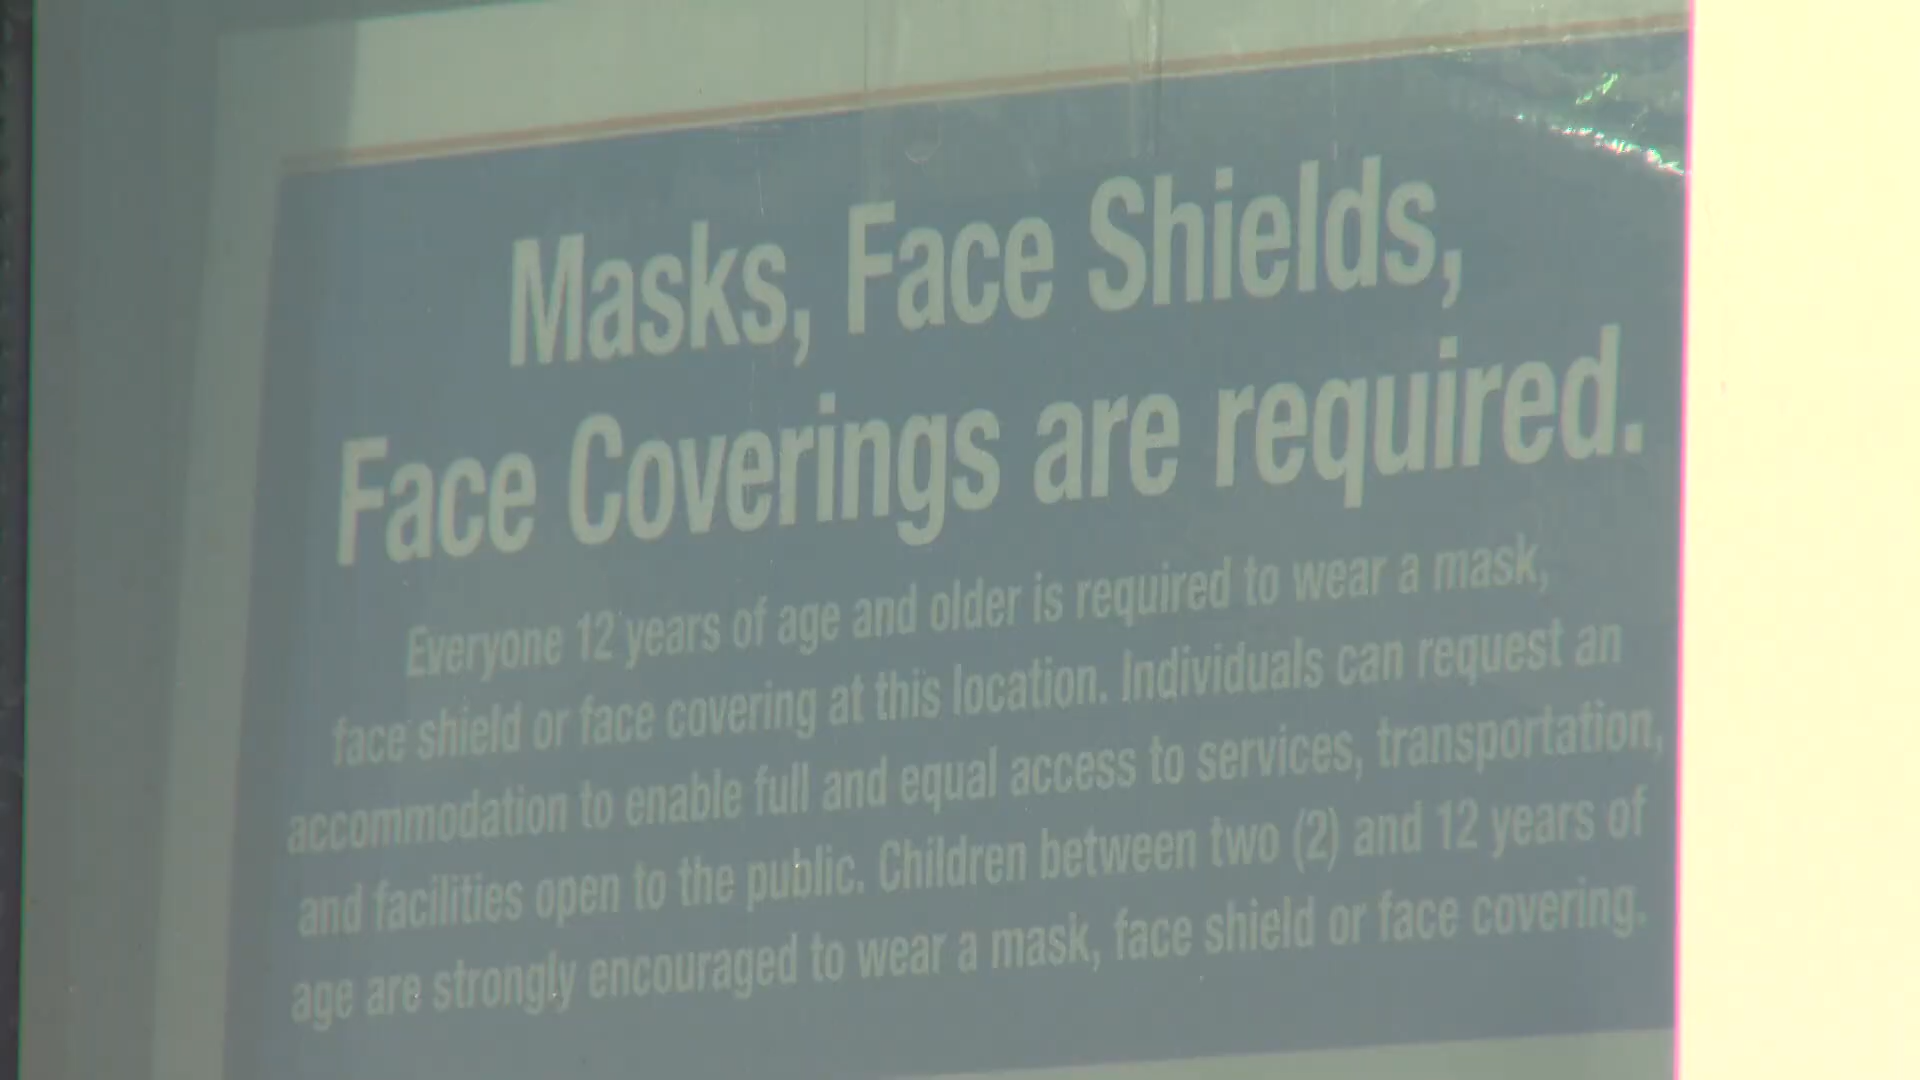 Masks, Face Shields,
Face Coverings are required.
Everyone 12 years of age and older is required to wear a mask,
face shield or face covering at this location. Individuals can request an
accommodation to enable full and equal access to services, transportation,
and facilities open to the public. Children between two (2) and 12 years of
age are strongly encouraged to wear a mask, face shield or face covering.